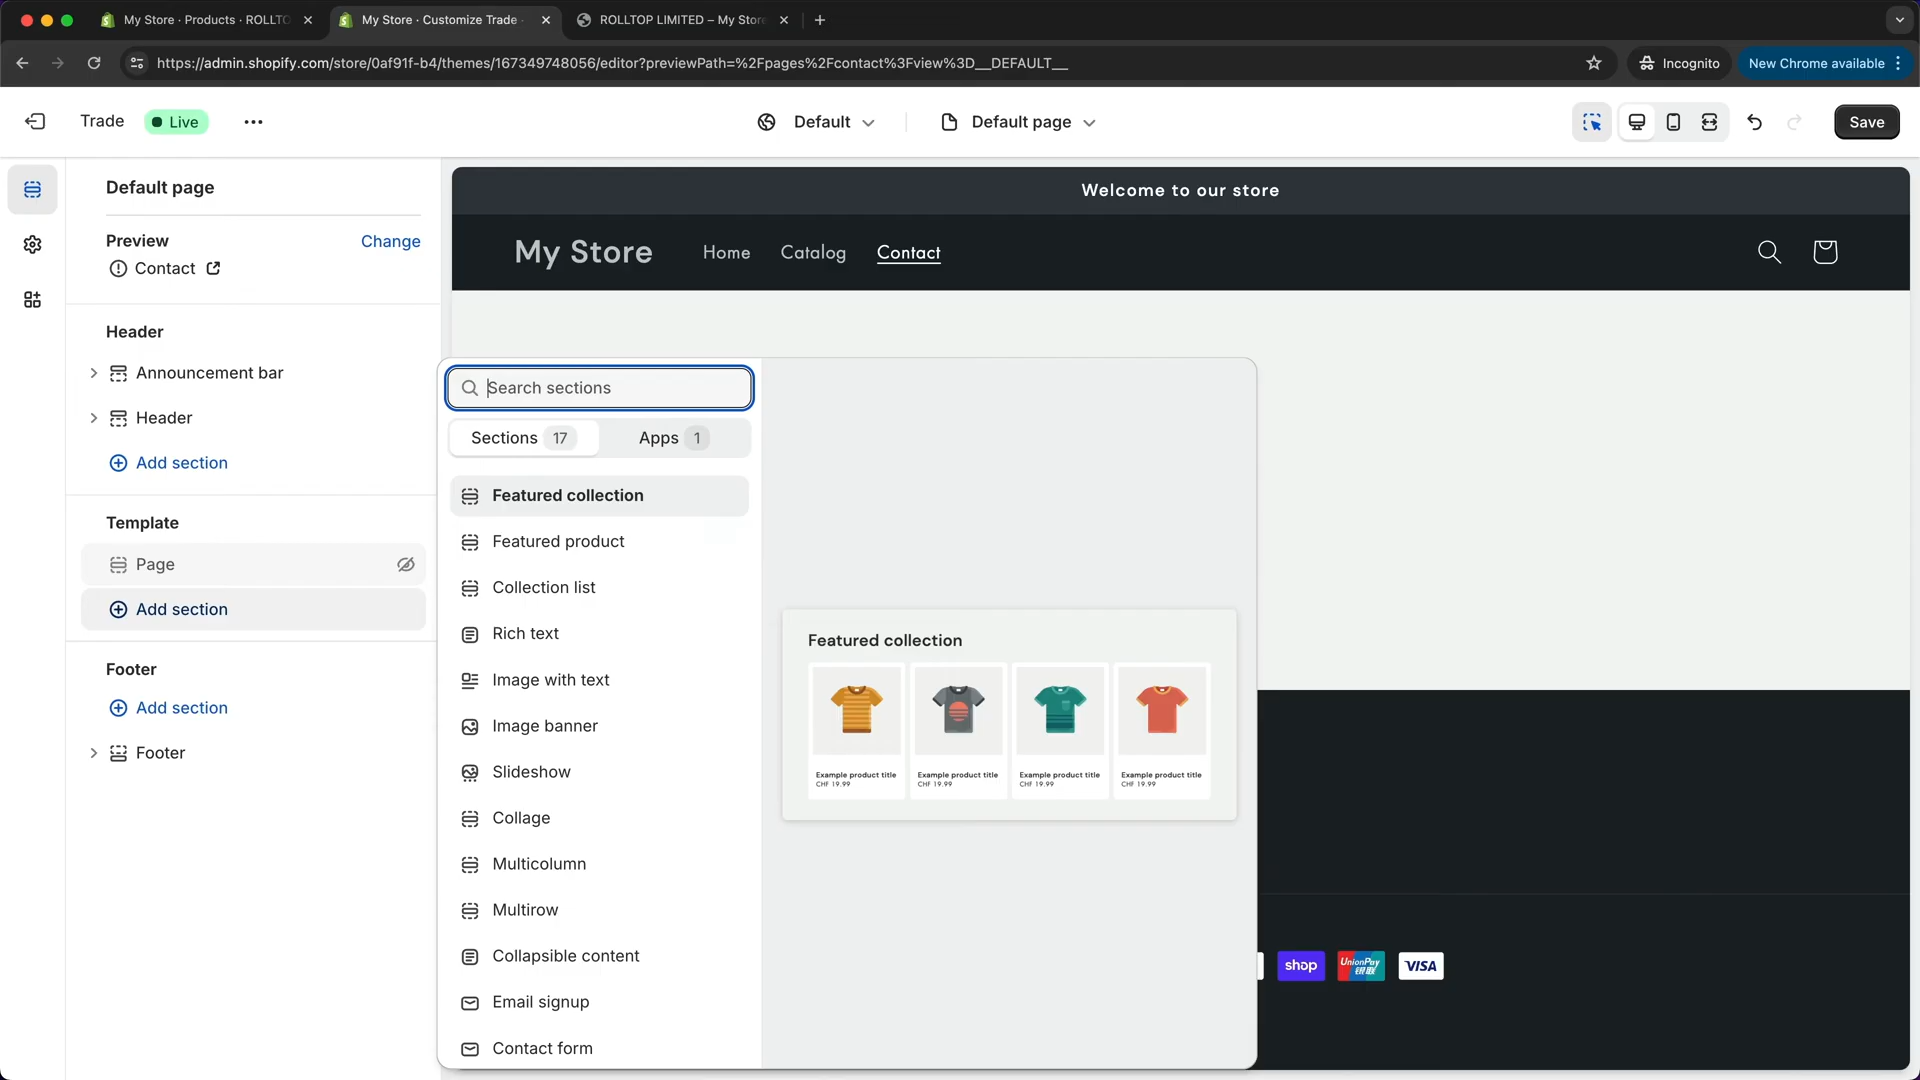 My Store · Products · ROLLTO
My Store · Customize Trade ·
ROLLTOP LIMITED – My Store
https://admin.shopify.com/store/0af91f-b4/themes/167349748056/editor?previewPath=%2Fpages%2Fcontact%3Fview%3D__DEFAULT__
Incognito
New Chrome available
Trade
Live
Default
Default page
Save
Default page
Preview
Change
Contact
Header
Announcement bar
Header
Add section
Template
Page
Add section
Footer
Add section
Footer
Search sections
Sections 17
Apps 1
Featured collection
Featured product
Collection list
Rich text
Image with text
Image banner
Slideshow
Collage
Multicolumn
Multirow
Collapsible content
Email signup
Contact form
Featured collection
Example product title
CHF 19.99
Example product title
CHF 19.99
Example product title
CHF 19.99
Example product title
CHF 19.99
Welcome to our store
My Store
Home
Catalog
Contact
shop
UnionPay
银联
VISA